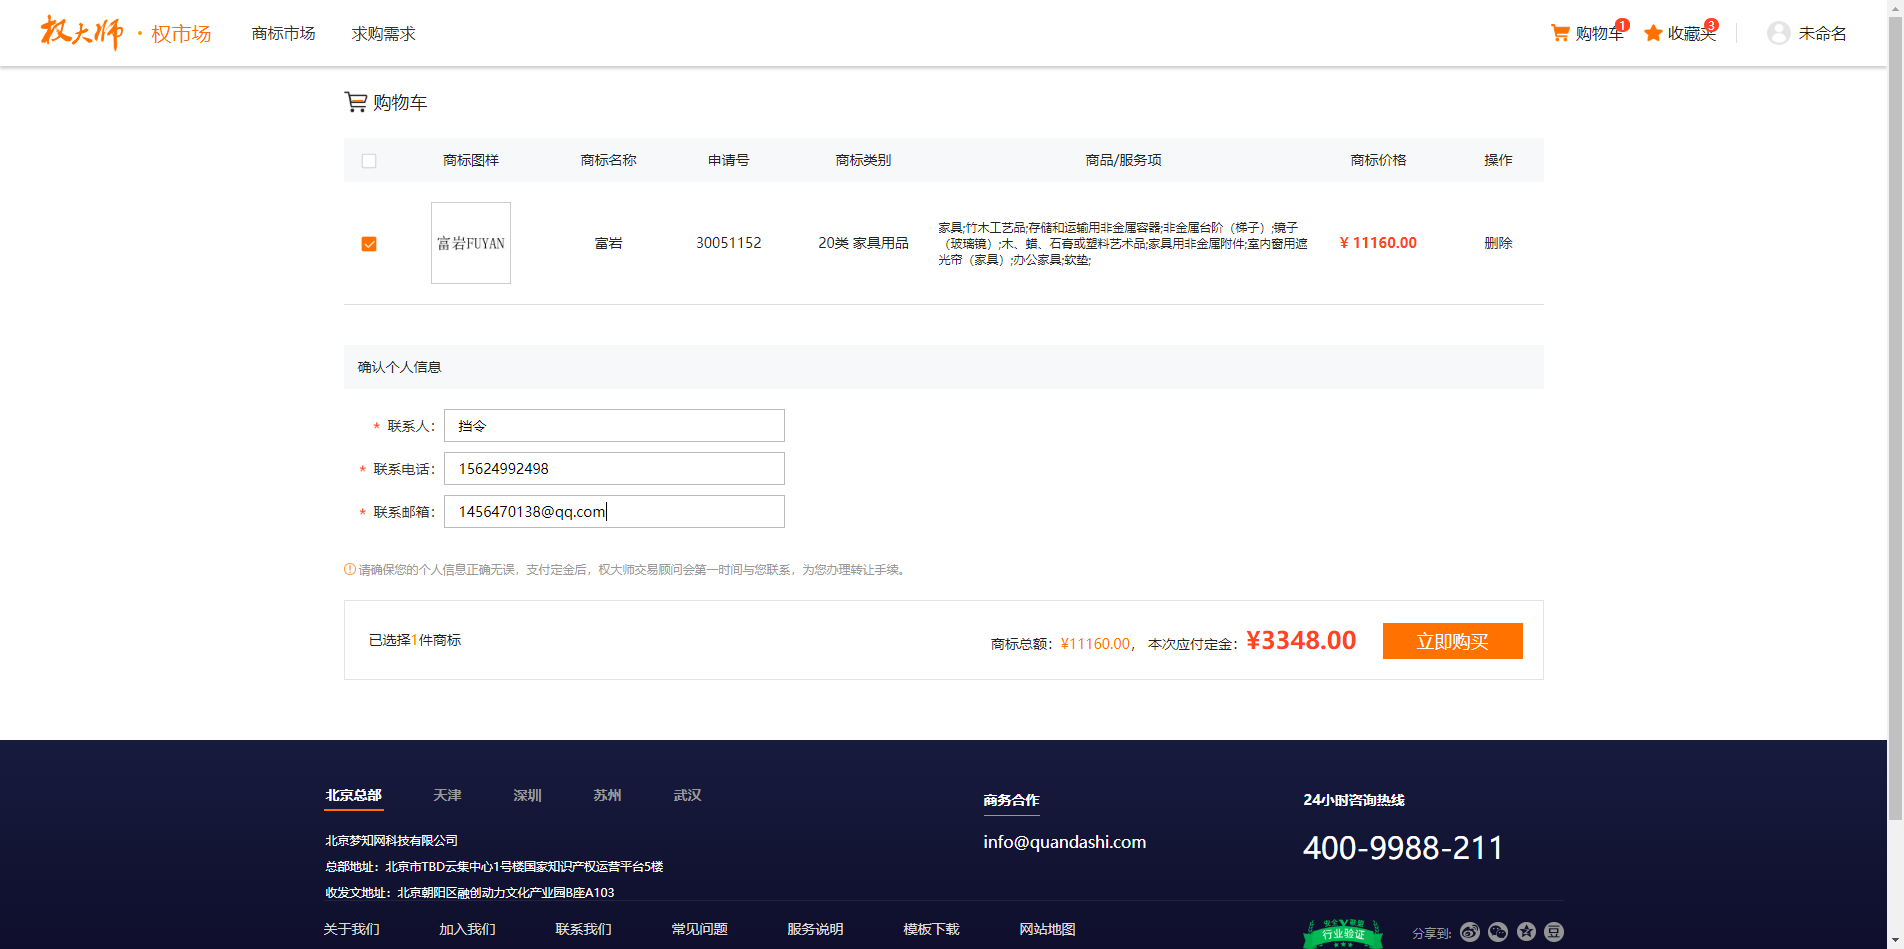 权大师 · 权市场 商标市场 求购需求 购物车 1 收藏夹 3 未命名
购物车
商标图样 商标名称 申请号 商标类别 商品/服务项 商标价格 操作
富岩FUYAN 富岩 30051152 20类 家具用品
家具;竹木工艺品;存储和运输用非金属容器;非金属台阶（梯子）;镜子
（玻璃镜）;木、蜡、石膏或塑料艺术品;家具用非金属附件;室内窗用遮
光帘（家具）;办公家具;软垫;
¥ 11160.00 删除
确认个人信息
* 联系人： 挡令
* 联系电话： 15624992498
* 联系邮箱： 1456470138@qq.com
请确保您的个人信息正确无误，支付定金后，权大师交易顾问会第一时间与您联系，为您办理转让手续。
已选择1件商标 商标总额：¥11160.00， 本次应付定金：¥3348.00 立即购买
北京总部 天津 深圳 苏州 武汉
北京梦知网科技有限公司
总部地址：北京市TBD云集中心1号楼国家知识产权运营平台5楼
收发文地址：北京朝阳区融创动力文化产业园B座A103
商务合作
info@quandashi.com
24小时咨询热线
400-9988-211
关于我们 加入我们 联系我们 常见问题 服务说明 模板下载 网站地图
行业验证
分享到:
豆